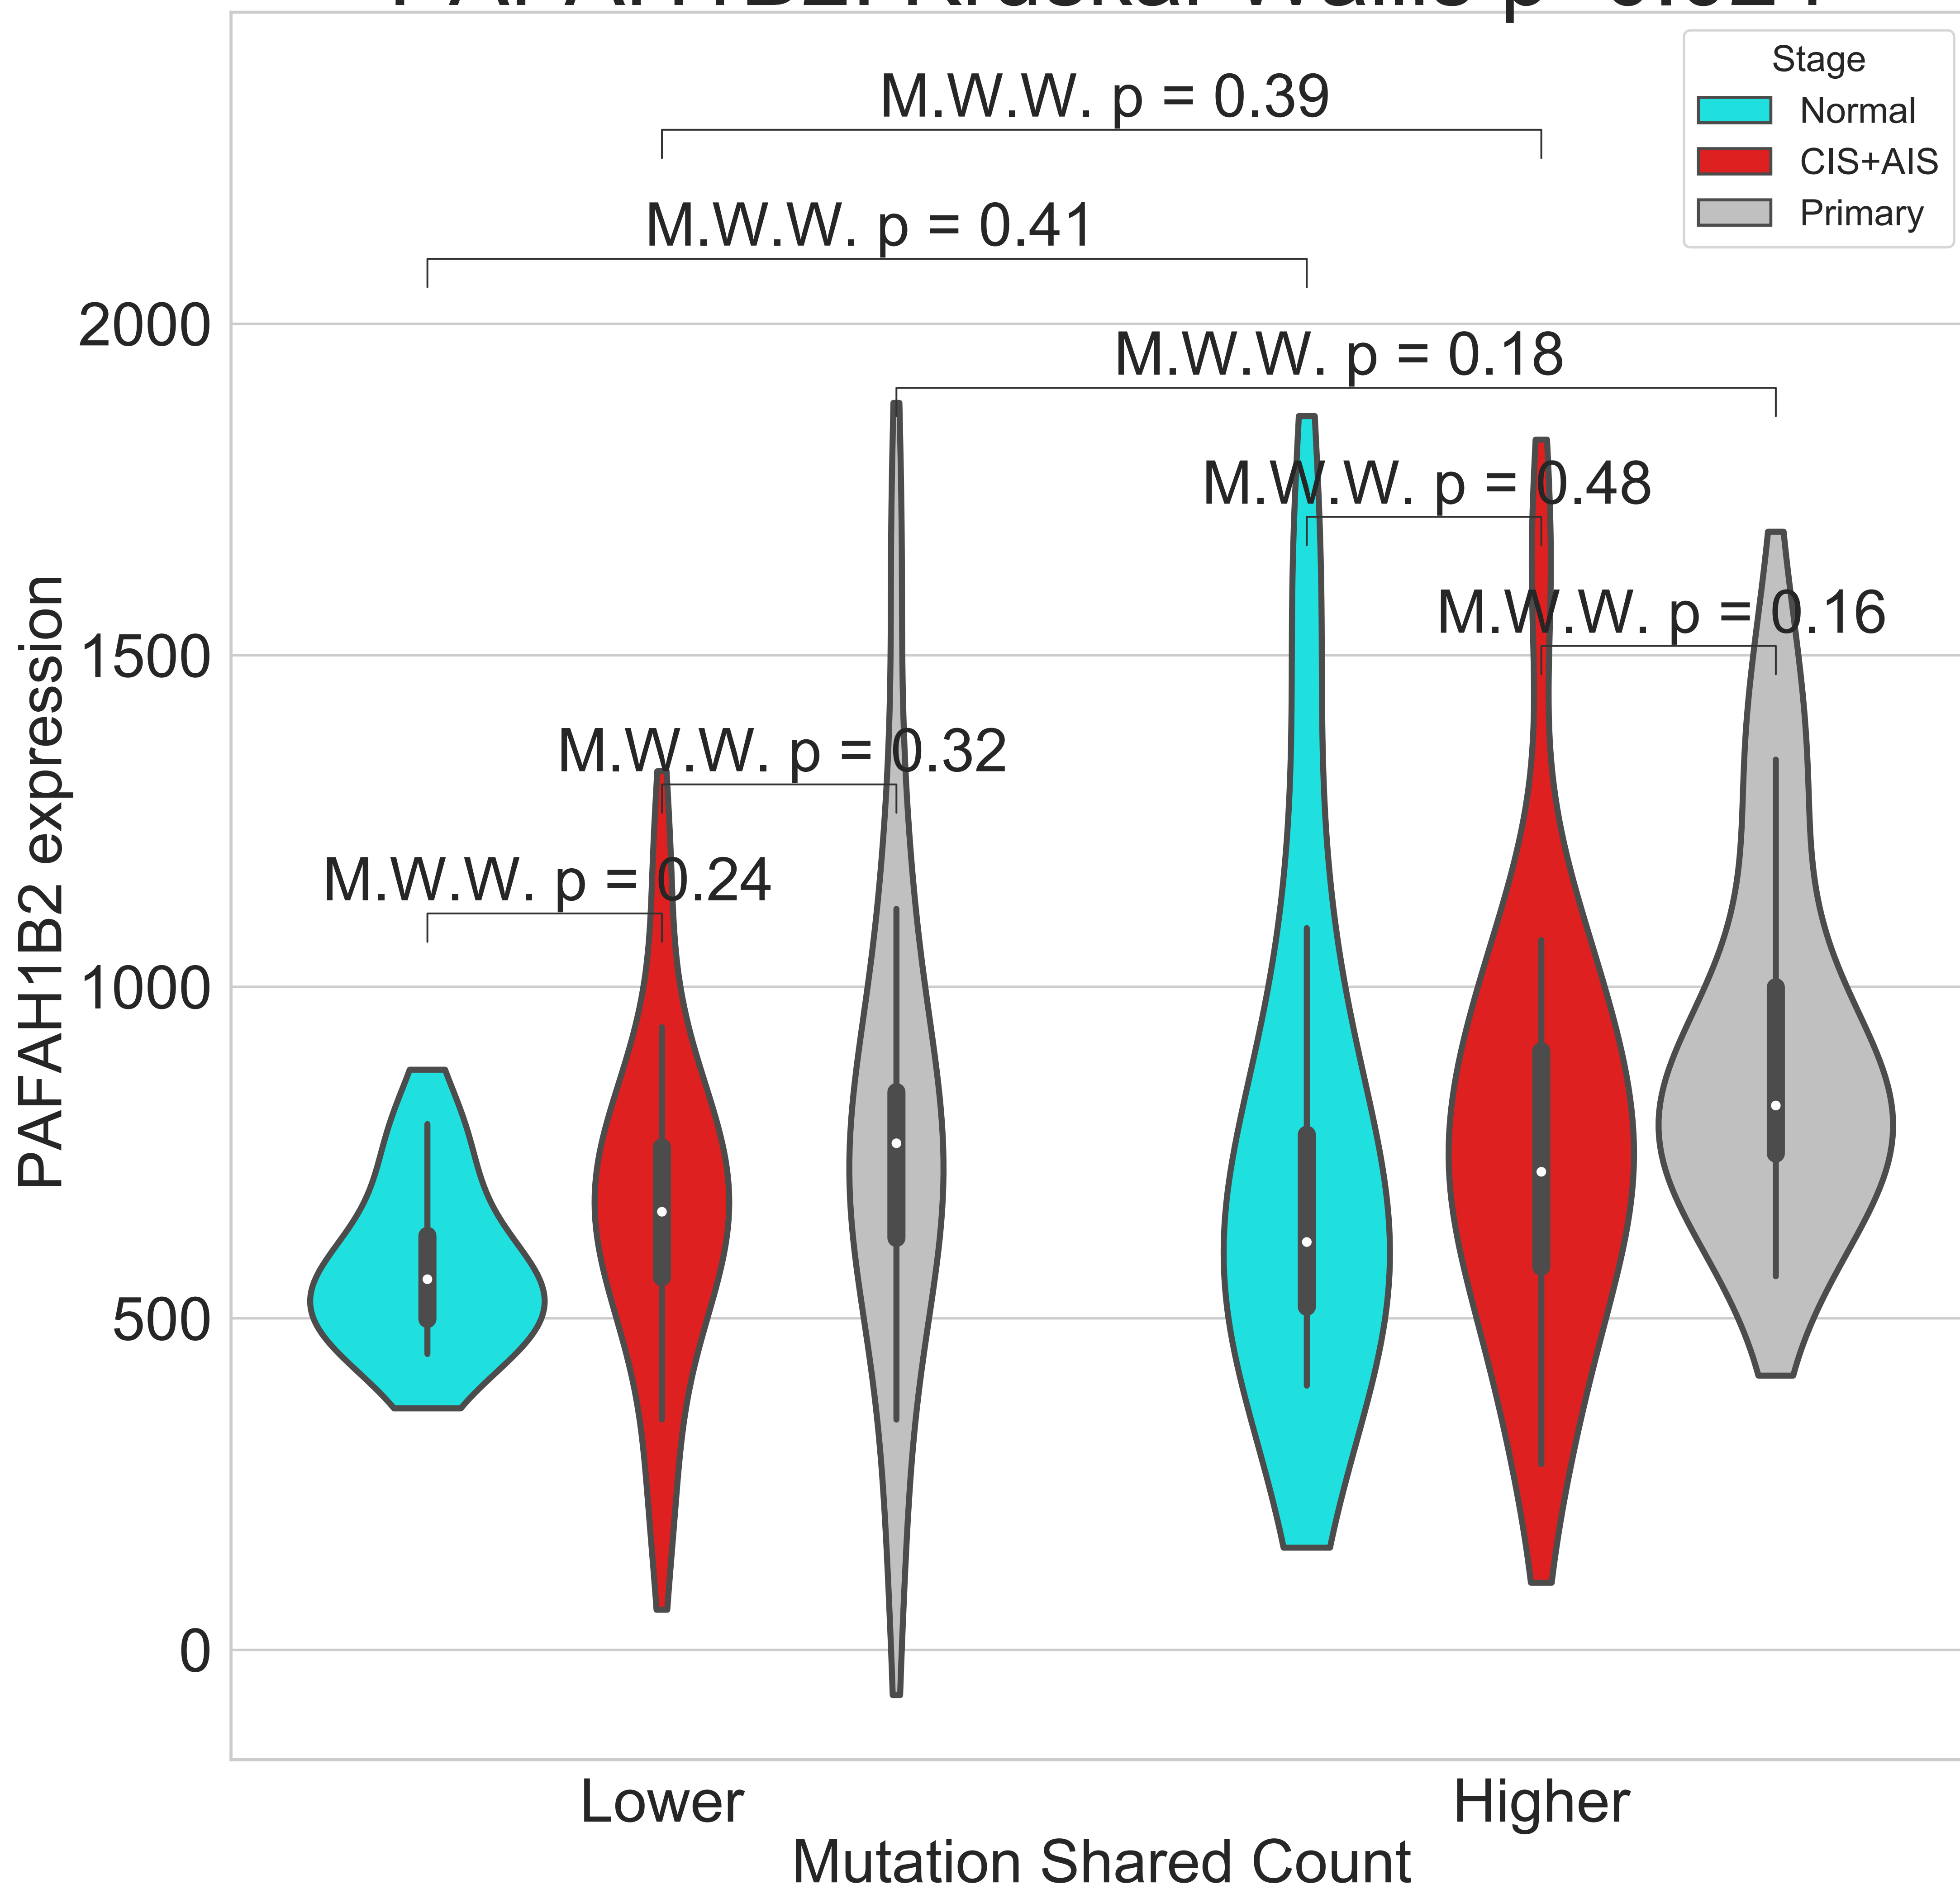 Stage
Normal
CIS+AIS
Primary
M.W.W. p = 0.39
M.W.W. p = 0.41
2000
M.W.W. p = 0.18
M.W.W. p = 0.48
M.W.W. p = 0.16
1500
M.W.W. p = 0.32
M.W.W. p = 0.24
1000
500
0
PAFAH1B2 expression
Lower
Higher
Mutation Shared Count